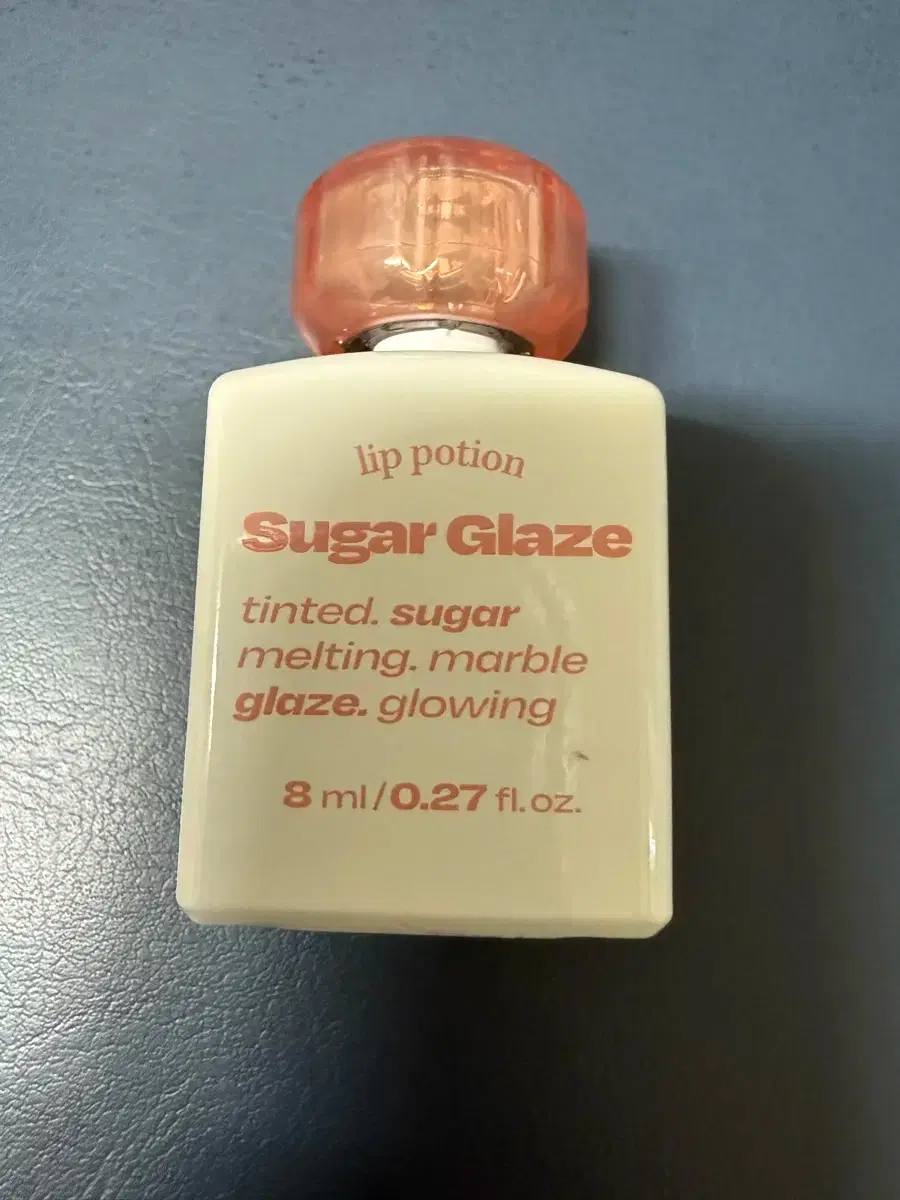 lip potion
Sugar Glaze
tinted. sugar
melting. marble
glaze. glowing
8 ml/0.27 fl.oz.